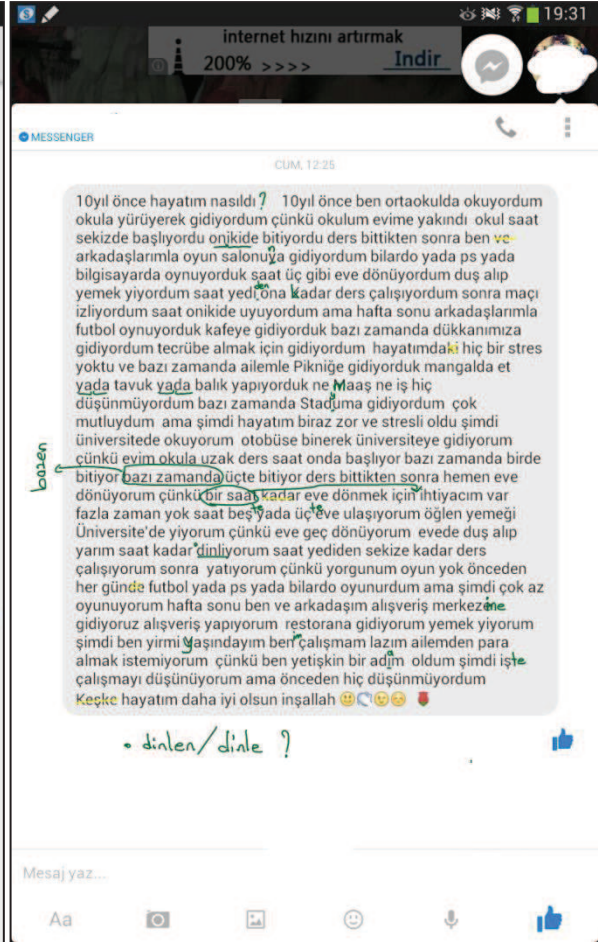 19:31
internet hızını artırmak
200% >>>> Indir
MESSENGER
CUM, 12:25
10yıl önce hayatım nasıldı ? 10yıl önce ben ortaokulda okuyordum
okula yürüyerek gidiyordum çünkü okulum evime yakındı okul saat
sekizde başlıyordu onikide bitiyordu ders bittikten sonra ben ve
arkadaşlarımla oyun salonuya gidiyordum bilardo yada ps yada
bilgisayarda oynuyorduk saat üç gibi eve dönüyordum duş alıp
yemek yiyordum saat yedi den ona kadar ders çalışıyordum sonra maçı
izliyordum saat onikide uyuyordum ama hafta sonu arkadaşlarımla
futbol oynuyorduk kafeye gidiyorduk bazı zamanda dükkanımıza
gidiyordum tecrübe almak için gidiyordum hayatımdaki hiç bir stres
yoktu ve bazı zamanda ailemle Pikniğe gidiyorduk mangalda et
yada tavuk yada balık yapıyorduk ne Maaş ne iş hiç
düşünmüyordum bazı zamanda Staduma gidiyordum çok
mutluydum ama şimdi hayatım biraz zor ve stresli oldu şimdi
üniversitede okuyorum otobüse binerek üniversiteye gidiyorum
çünkü evim okula uzak ders saat onda başlıyor bazı zamanda birde
bazen
bitiyor bazı zamanda üçte bitiyor ders bittikten sonra hemen eve
dönüyorum çünkü bir saat kadar eve dönmek için ihtiyacım var
fazla zaman yok saat beş te yada üç te eve ulaşıyorum öğlen yemeği
Üniversite'de yiyorum çünkü eve geç dönüyorum evede duş alıp
yarım saat kadar dinliyorum saat yediden sekize kadar ders
çalışıyorum sonra yatıyorum çünkü yorgunum oyun yok önceden
her günde futbol yada ps yada bilardo oynurdum ama şimdi çok az
oynuyorum hafta sonu ben ve arkadaşım alışveriş merkezine
gidiyoruz alışveriş yapıyorum restorana gidiyorum yemek yiyorum
şimdi ben yirmi yaşındayım ben çalışmam lazım ailemden para
almak istemiyorum çünkü ben yetişkin bir adim oldum şimdi işte
çalışmayı düşünüyorum ama önceden hiç düşünmüyordum
Keşke hayatım daha iyi olsun inşallah
• dinlen/dinle ?
Mesaj yaz...
Aa